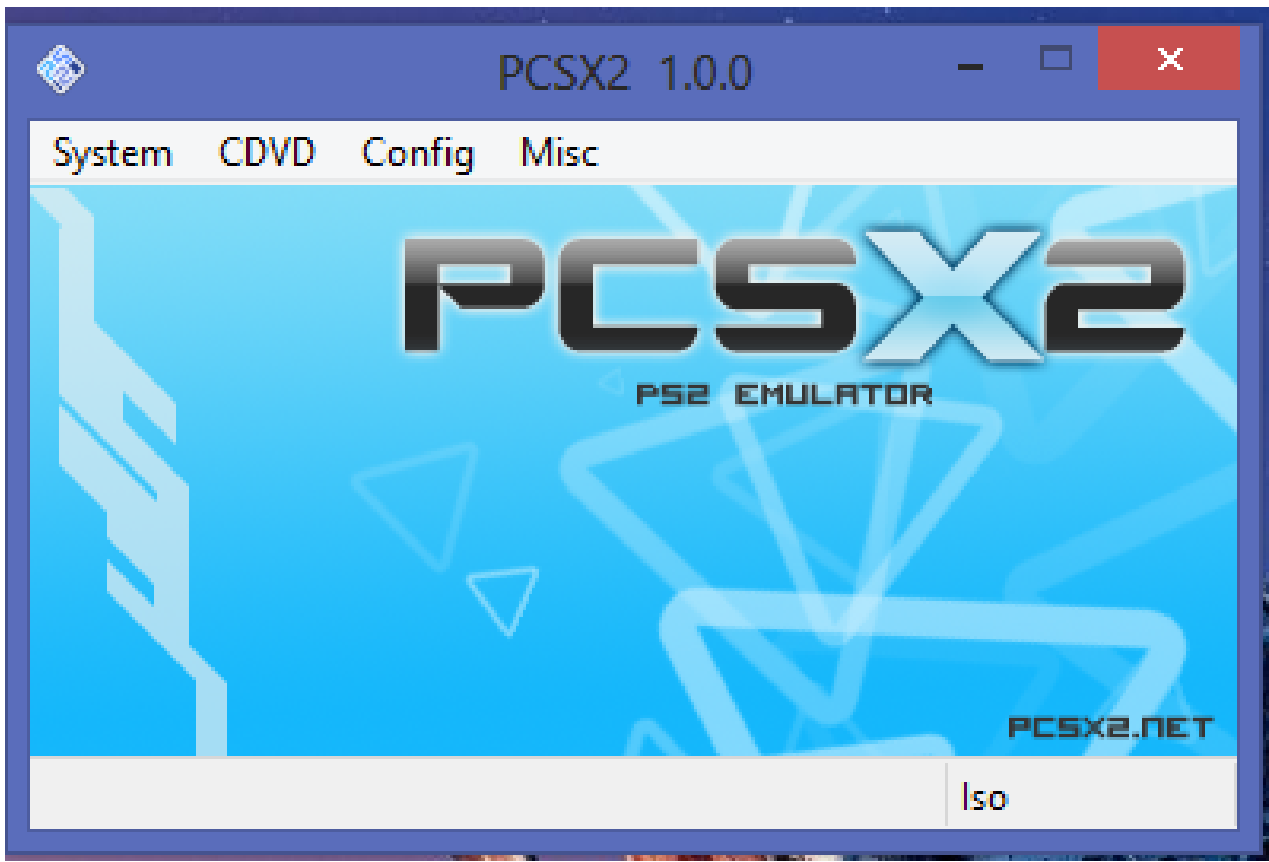 PCSX2 1.0.0
System CDVD Config Misc
PCSX2
PS2 EMULATOR
PCSX2.NET
Iso